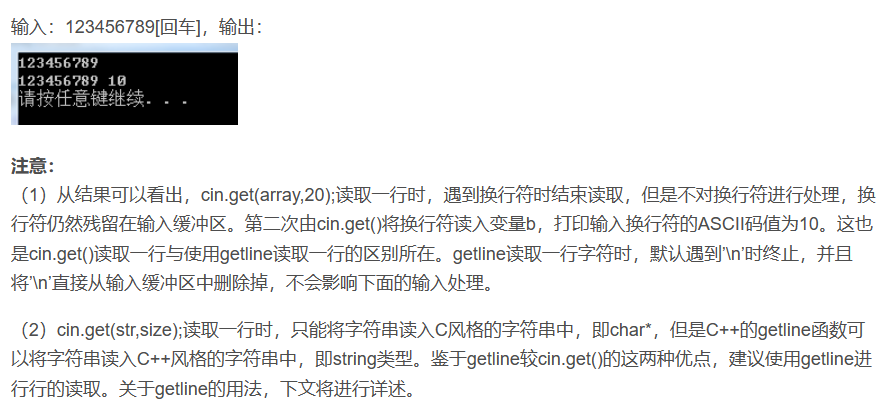 输入：123456789[回车]，输出：
123456789
123456789 10
请按任意键继续. . .
注意：
（1）从结果可以看出，cin.get(array,20);读取一行时，遇到换行符时结束读取，但是不对换行符进行处理，换
行符仍然残留在输入缓冲区。第二次由cin.get()将换行符读入变量b，打印输入换行符的ASCII码值为10。这也
是cin.get()读取一行与使用getline读取一行的区别所在。getline读取一行字符时，默认遇到’\n’时终止，并且
将’\n’直接从输入缓冲区中删除掉，不会影响下面的输入处理。
（2）cin.get(str,size);读取一行时，只能将字符串读入C风格的字符串中，即char*，但是C++的getline函数可
以将字符串读入C++风格的字符串中，即string类型。鉴于getline较cin.get()的这两种优点，建议使用getline进
行行的读取。关于getline的用法，下文将进行详述。